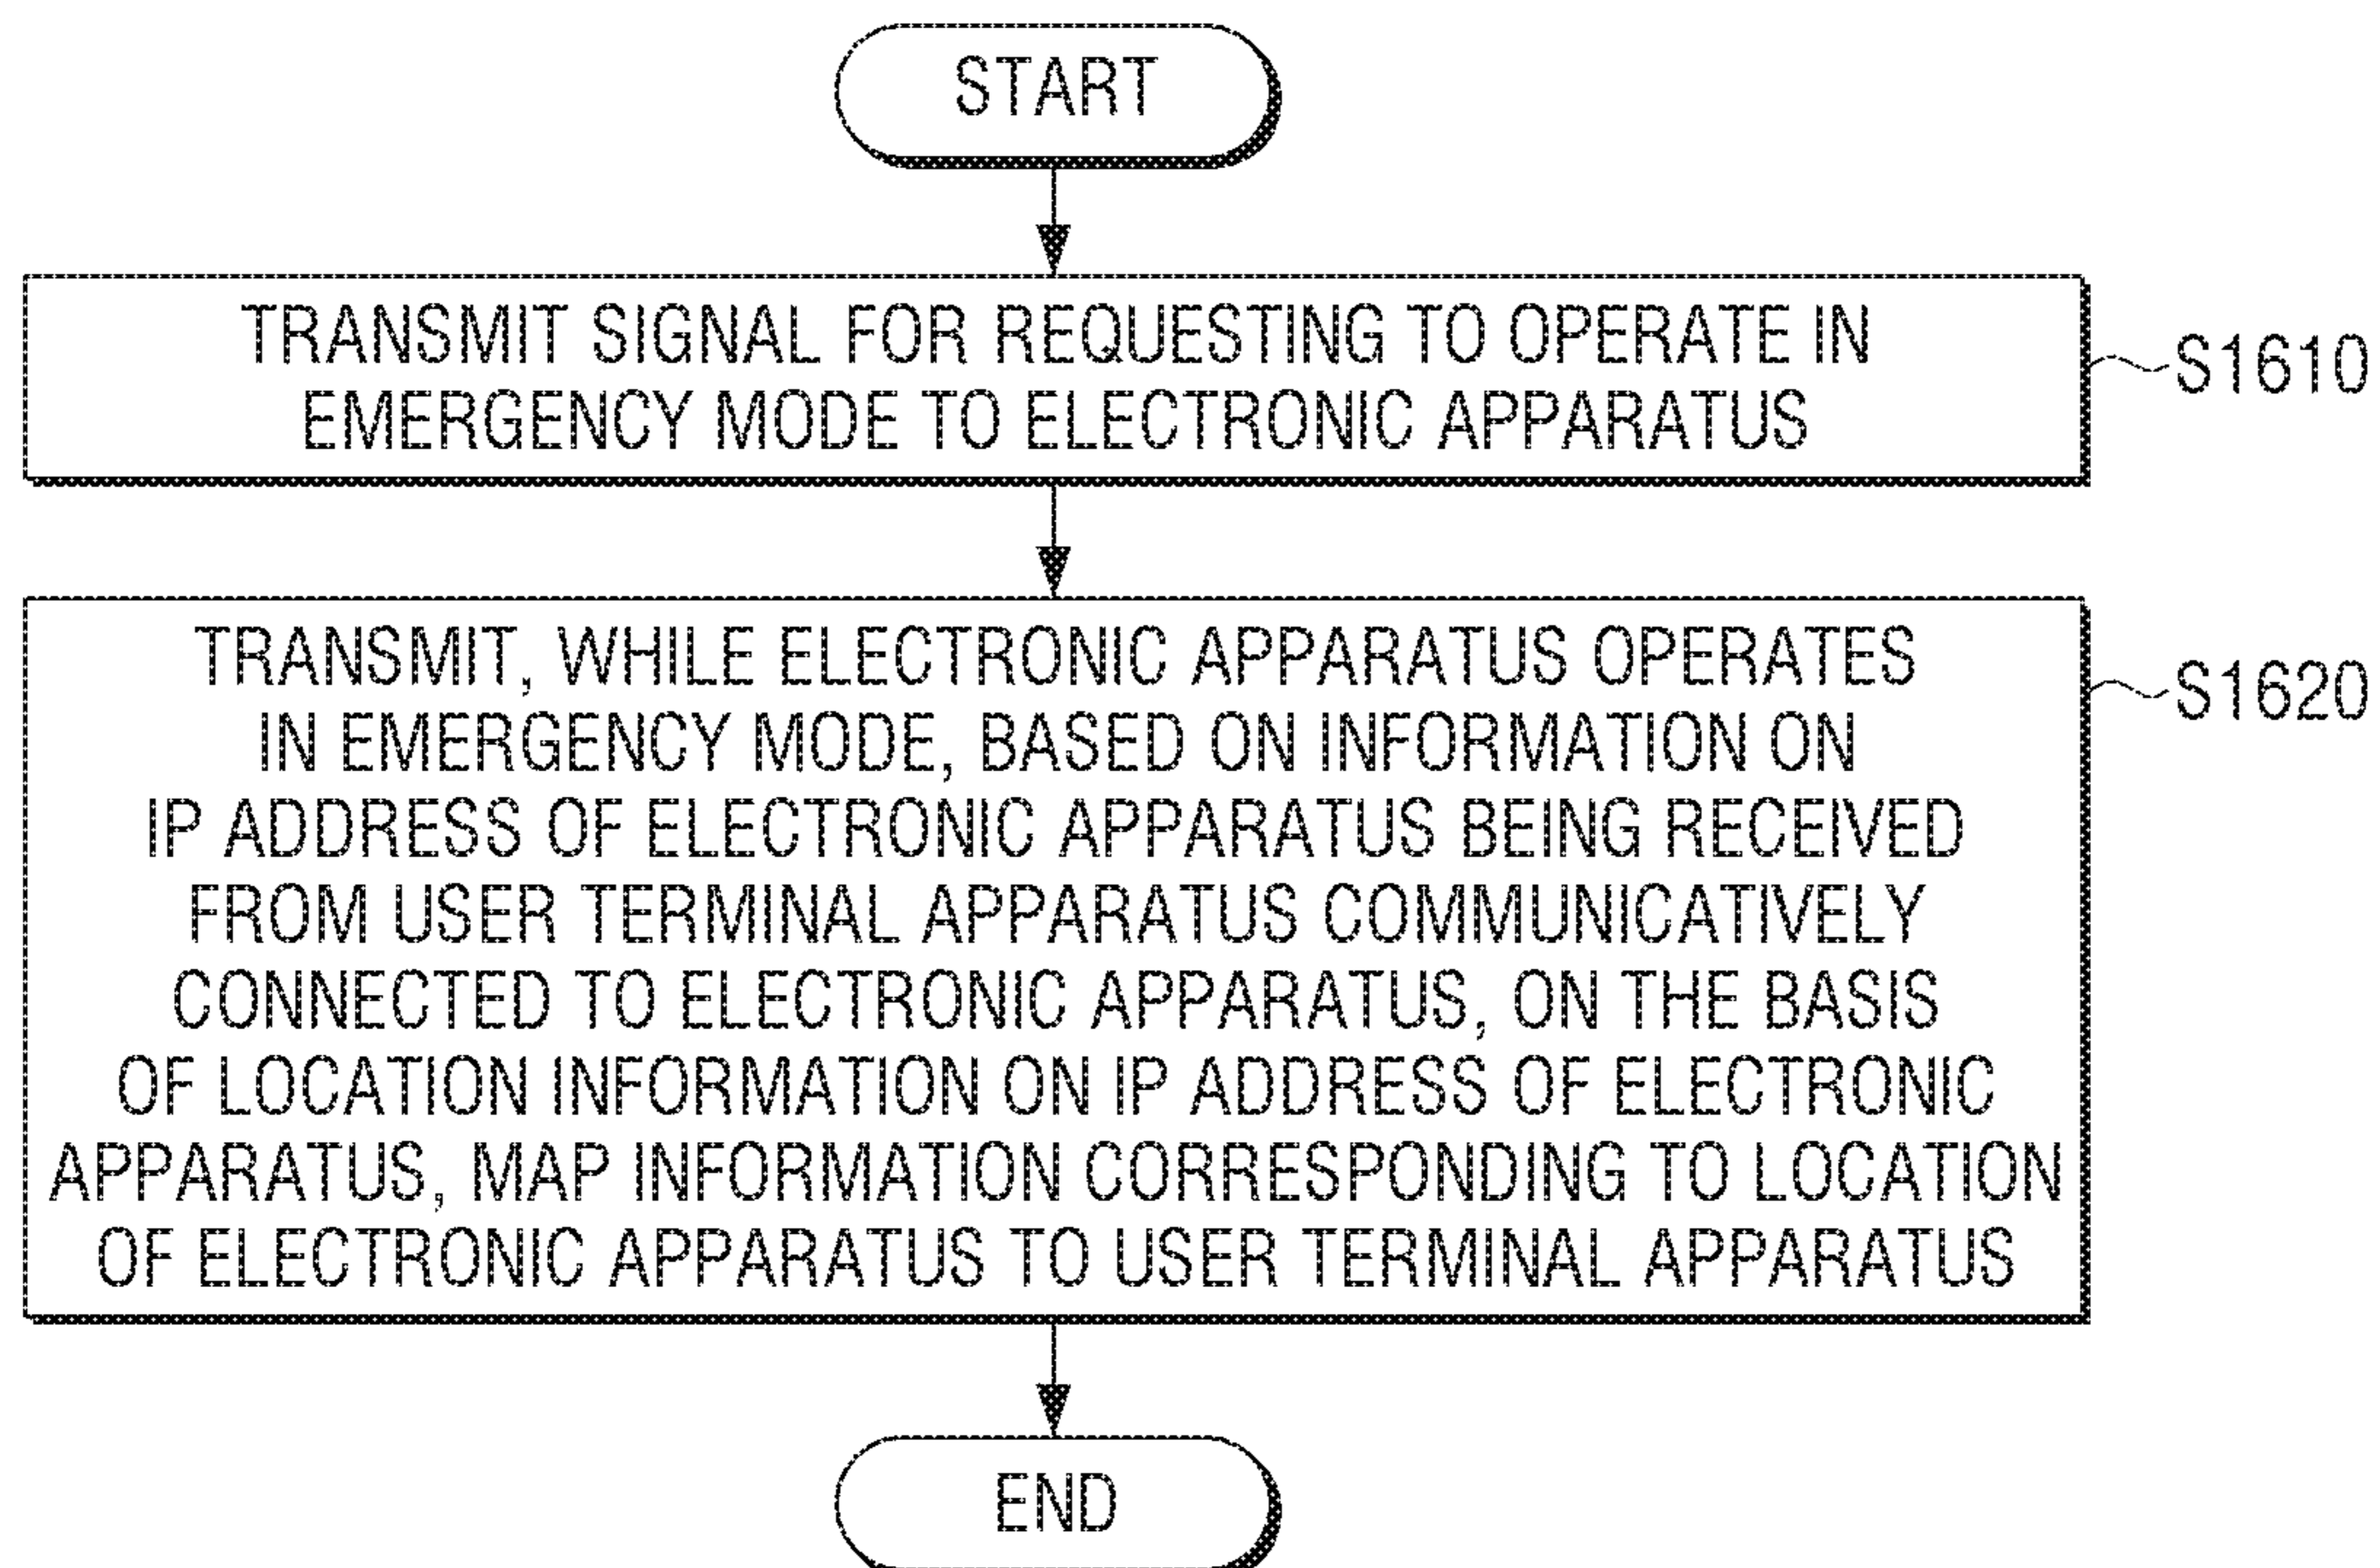 START
TRANSMIT SIGNAL FOR REQUESTING TO OPERATE IN
EMERGENCY MODE TO ELECTRONIC APPARATUS
S1610
TRANSMIT, WHILE ELECTRONIC APPARATUS OPERATES
IN EMERGENCY MODE, BASED ON INFORMATION ON
IP ADDRESS OF ELECTRONIC APPARATUS BEING RECEIVED
FROM USER TERMINAL APPARATUS COMMUNICATIVELY
CONNECTED TO ELECTRONIC APPARATUS, ON THE BASIS
OF LOCATION INFORMATION ON IP ADDRESS OF ELECTRONIC
APPARATUS, MAP INFORMATION CORRESPONDING TO LOCATION
OF ELECTRONIC APPARATUS TO USER TERMINAL APPARATUS
S1620
END